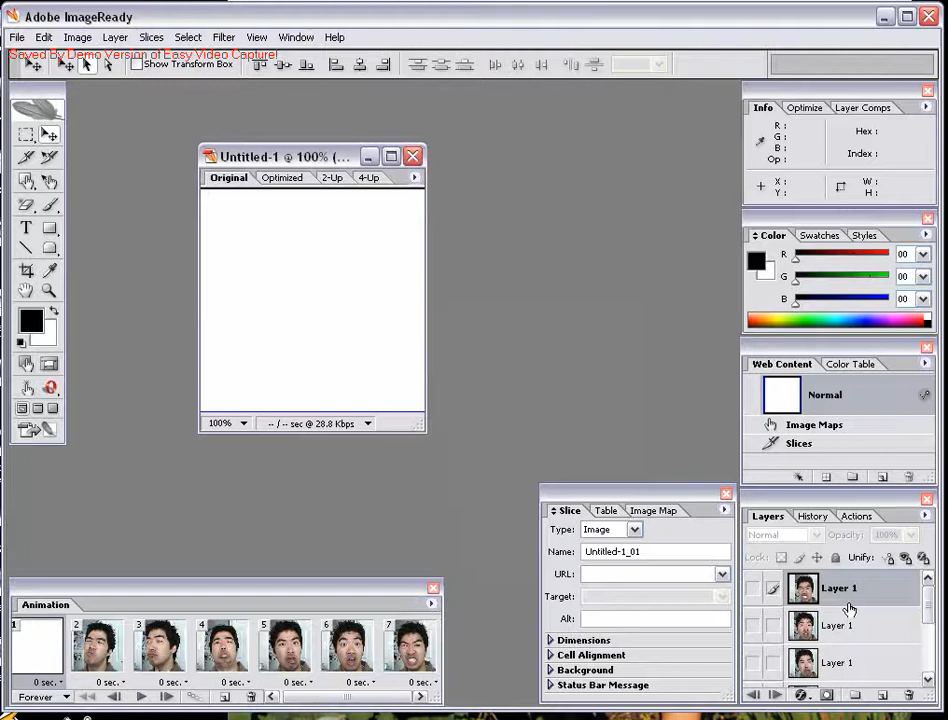 Adobe ImageReady
File Edit Image Layer Slices Select Filter View Window Help
Saved By Demo Version of Easy Video Capture!
Show Transform Box
Info Optimize Layer Comps
R : Hex :
G :
B : Index :
Op :
X : W :
Y : H :
Untitled-1 @ 100% (...
Original Optimized 2-Up 4-Up
Color Swatches Styles
R 00
G 00
B 00
Web Content Color Table
Normal
Image Maps
Slices
100% -- / -- sec @ 28.8 Kbps
Slice Table Image Map
Type: Image
Name: Untitled-1_01
URL:
Target:
Alt:
Dimensions
Cell Alignment
Background
Status Bar Message
Layers History Actions
Normal Opacity: 100%
Lock: Unify:
Layer 1
Layer 1
Layer 1
Animation
1 2 3 4 5 6 7
0 sec. 0 sec. 0 sec. 0 sec. 0 sec. 0 sec. 0 sec.
Forever